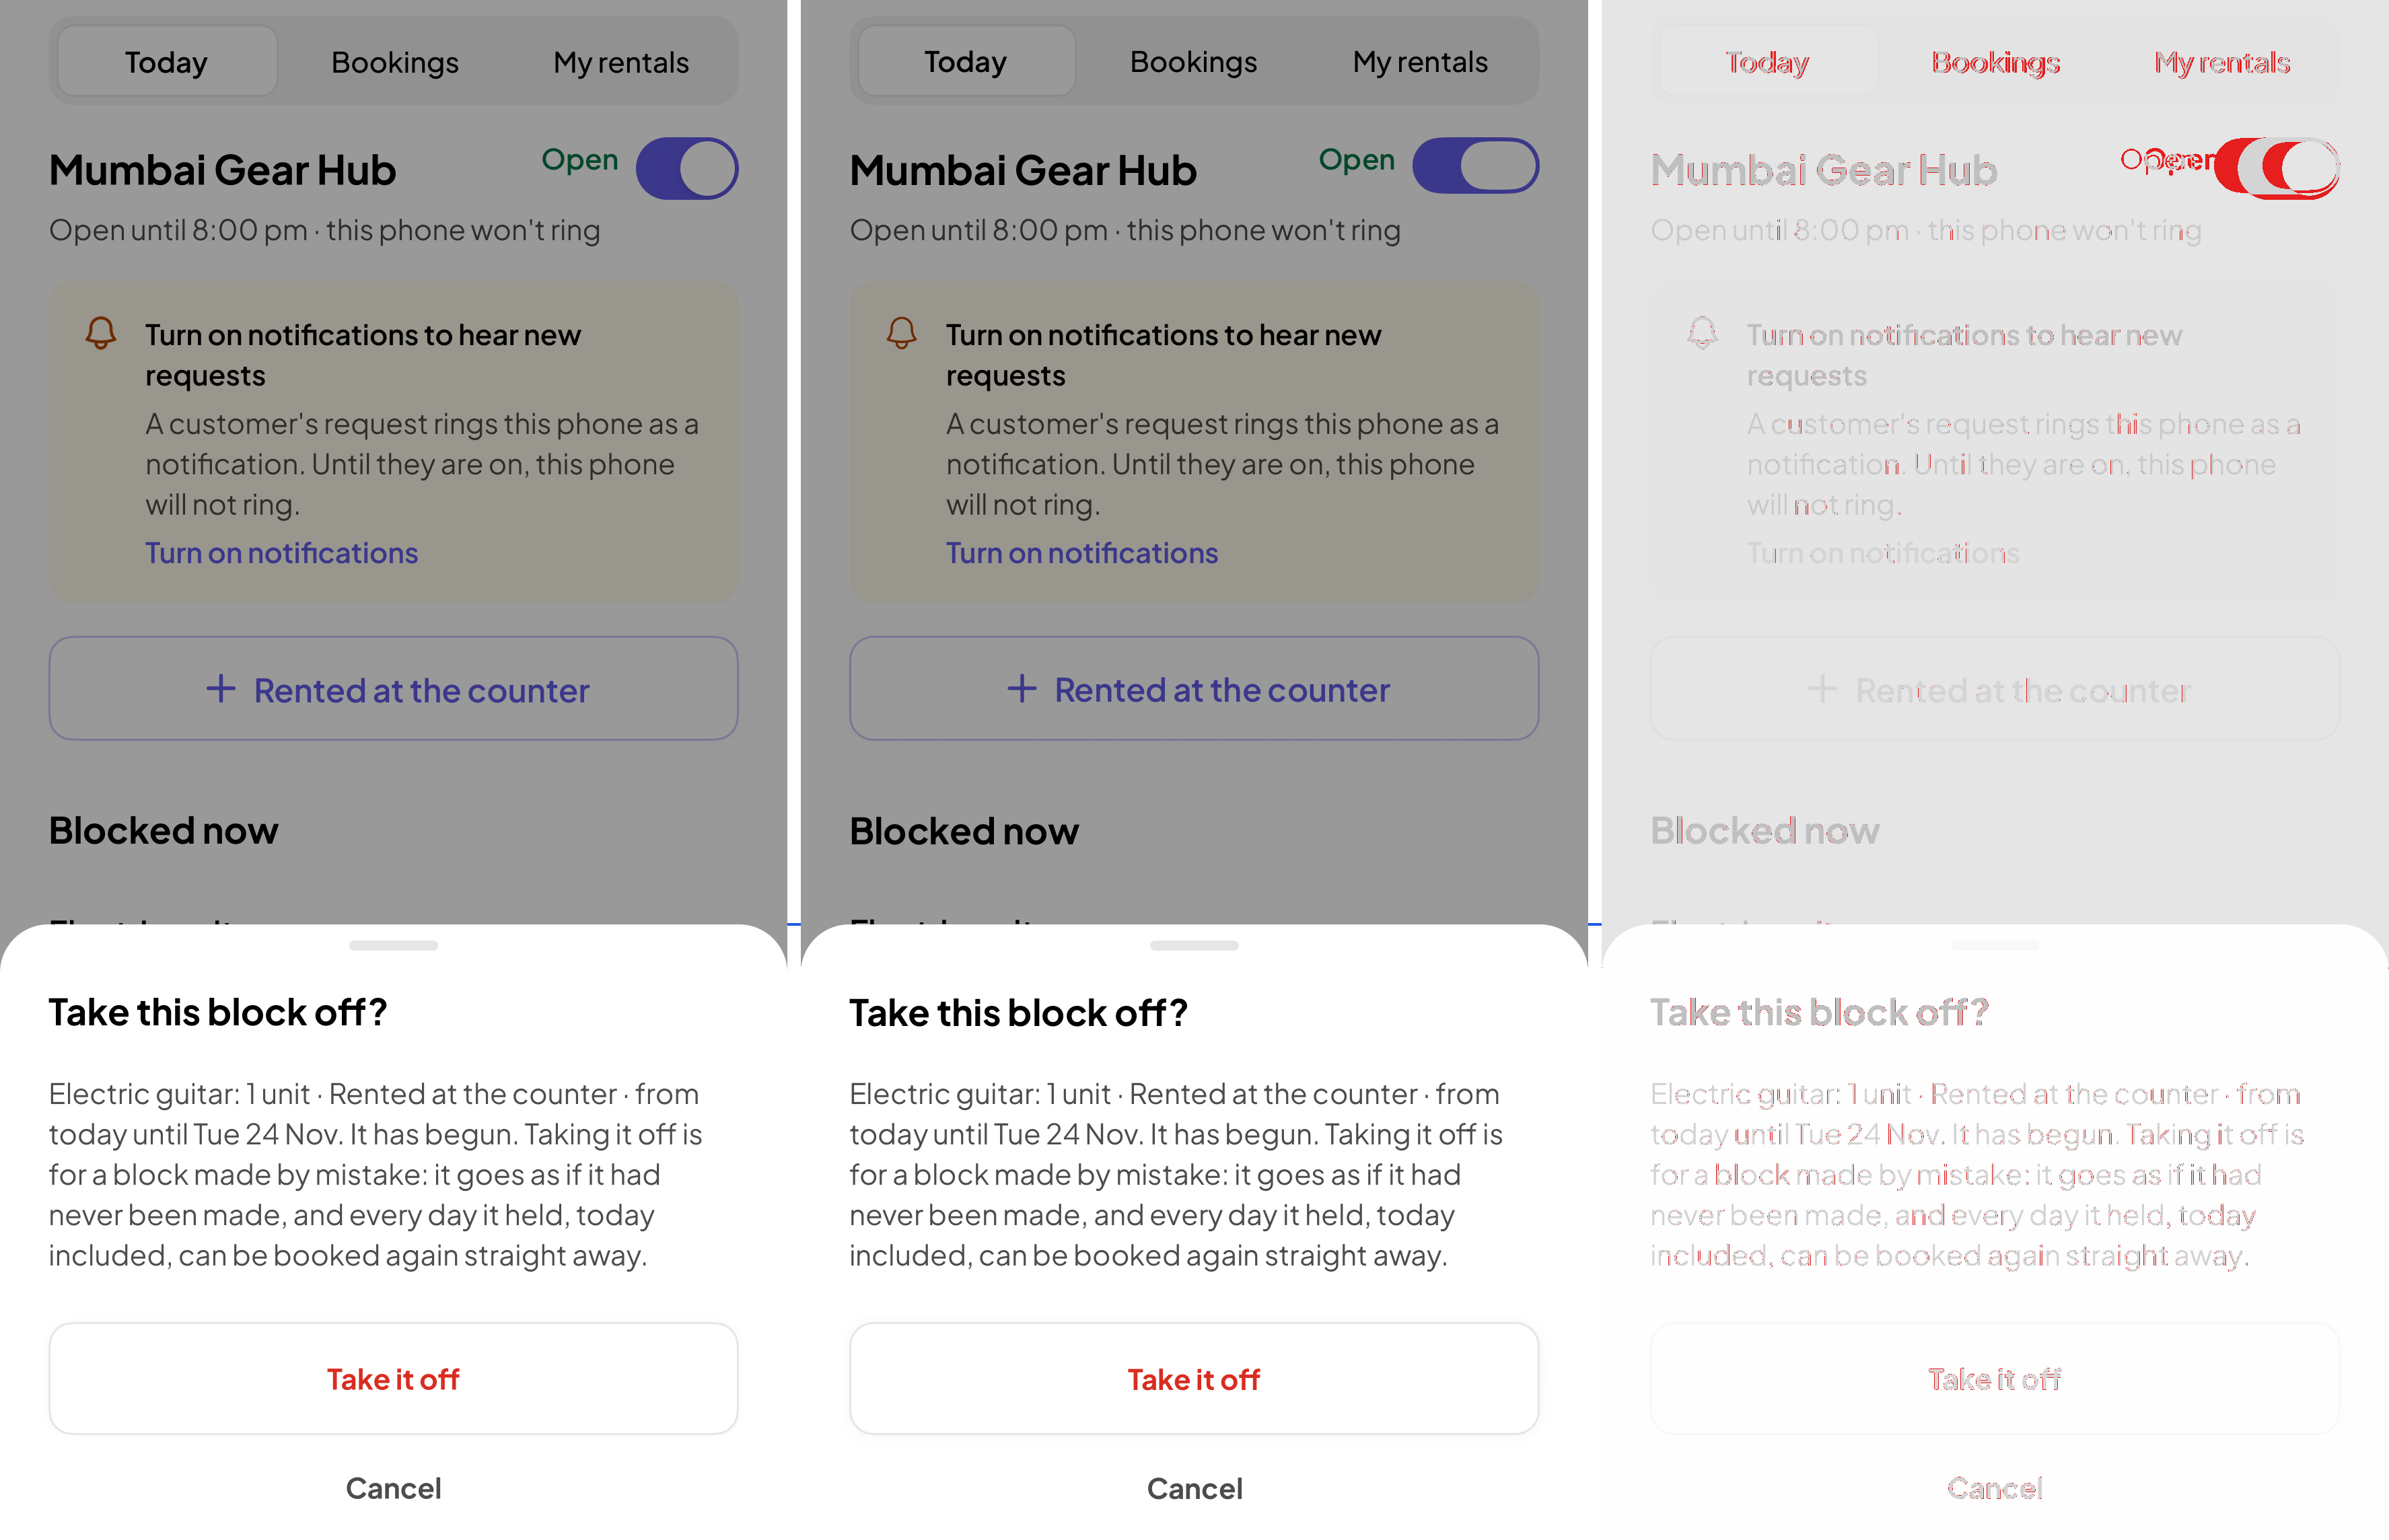 Today Bookings My rentals
Mumbai Gear Hub Open
Open until 8:00 pm · this phone won't ring
Turn on notifications to hear new
requests
A customer's request rings this phone as a
notification. Until they are on, this phone
will not ring.
Turn on notifications
+ Rented at the counter
Blocked now
Take this block off?
Electric guitar: 1 unit · Rented at the counter · from
today until Tue 24 Nov. It has begun. Taking it off is
for a block made by mistake: it goes as if it had
never been made, and every day it held, today
included, can be booked again straight away.
Take it off
Cancel
Today Bookings My rentals
Mumbai Gear Hub Open
Open until 8:00 pm · this phone won't ring
Turn on notifications to hear new
requests
A customer's request rings this phone as a
notification. Until they are on, this phone
will not ring.
Turn on notifications
+ Rented at the counter
Blocked now
Take this block off?
Electric guitar: 1 unit · Rented at the counter · from
today until Tue 24 Nov. It has begun. Taking it off is
for a block made by mistake: it goes as if it had
never been made, and every day it held, today
included, can be booked again straight away.
Take it off
Cancel
Today Bookings My rentals
Mumbai Gear Hub
Open until 8:00 pm · this phone won't ring
Turn on notifications to hear new
requests
A customer's request rings this phone as a
notification. Until they are on, this phone
will not ring.
Turn on notifications
+ Rented at the counter
Blocked now
Take this block off?
Electric guitar: 1 unit · Rented at the counter · from
today until Tue 24 Nov. It has begun. Taking it off is
for a block made by mistake: it goes as if it had
never been made, and every day it held, today
included, can be booked again straight away.
Take it off
Cancel